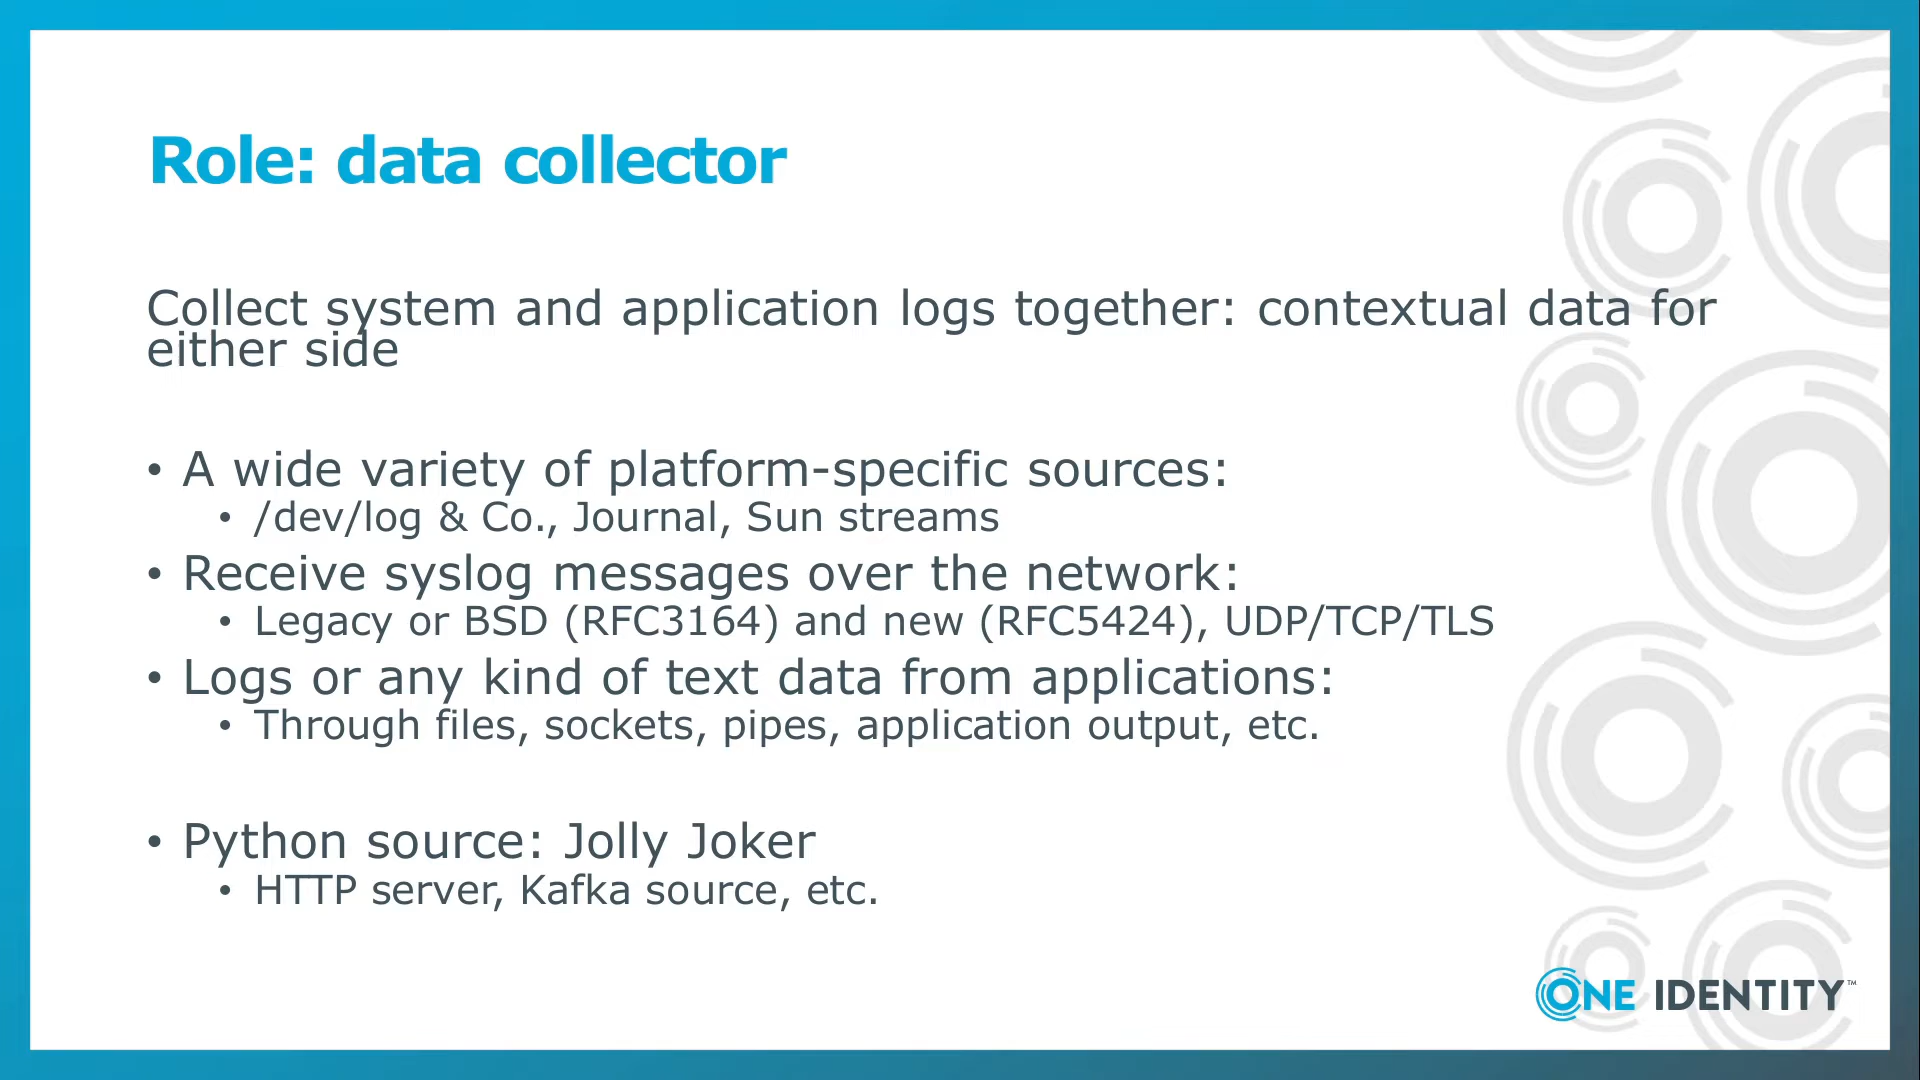 Role: data collector
Collect system and application logs together: contextual data for
either side
• A wide variety of platform-specific sources:
• /dev/log & Co., Journal, Sun streams
• Receive syslog messages over the network:
• Legacy or BSD (RFC3164) and new (RFC5424), UDP/TCP/TLS
• Logs or any kind of text data from applications:
• Through files, sockets, pipes, application output, etc.
• Python source: Jolly Joker
• HTTP server, Kafka source, etc.
ONE IDENTITY™